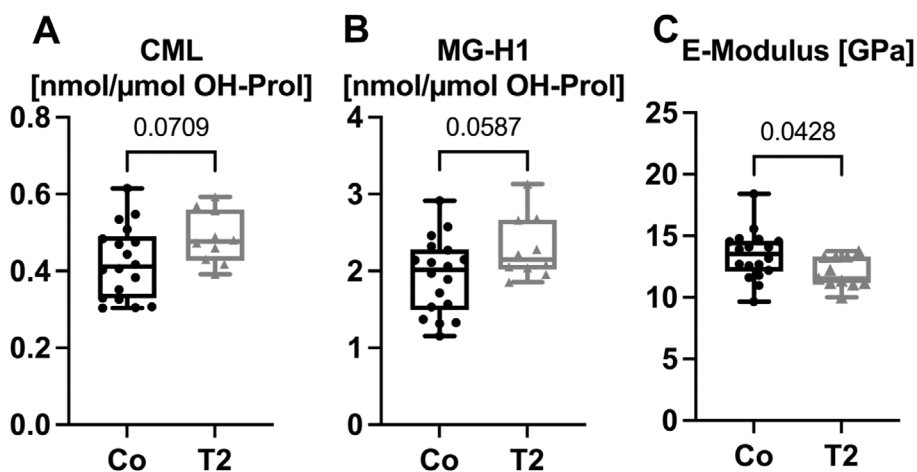 A
CML
[nmol/µmol OH-Prol]
0.8
0.6
0.4
0.2
0.0
0.0709
Co T2
B
MG-H1
[nmol/µmol OH-Prol]
4
3
2
1
0
0.0587
Co T2
C
E-Modulus [GPa]
25
20
15
10
5
0
0.0428
Co T2